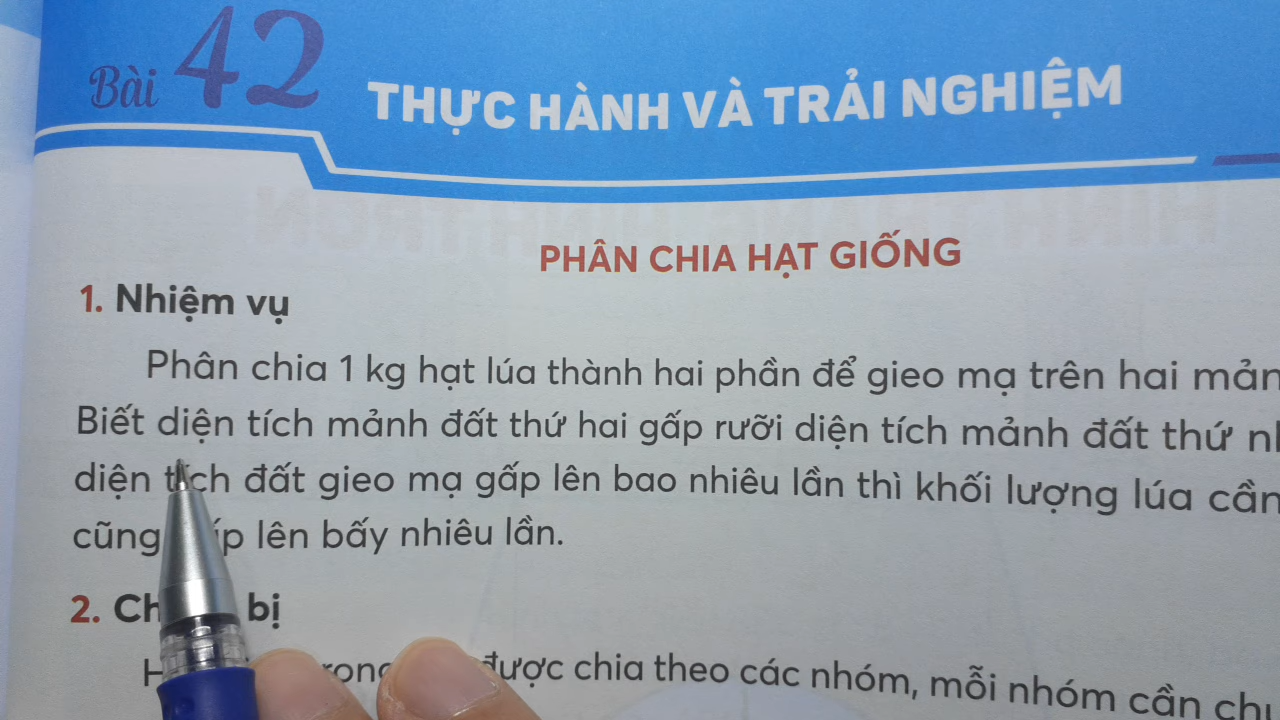 Bài 42
THỰC HÀNH VÀ TRẢI NGHIỆM
PHÂN CHIA HẠT GIỐNG
1. Nhiệm vụ
Phân chia 1 kg hạt lúa thành hai phần để gieo mạ trên hai
Biết diện tích mảnh đất thứ hai gấp rưỡi diện tích mảnh đất thứ
diện tích đất gieo mạ gấp lên bao nhiêu lần thì khối lượng lúa
cũng lên bấy nhiêu lần.
2. bị
được chia theo các nhóm, mỗi nhóm cần